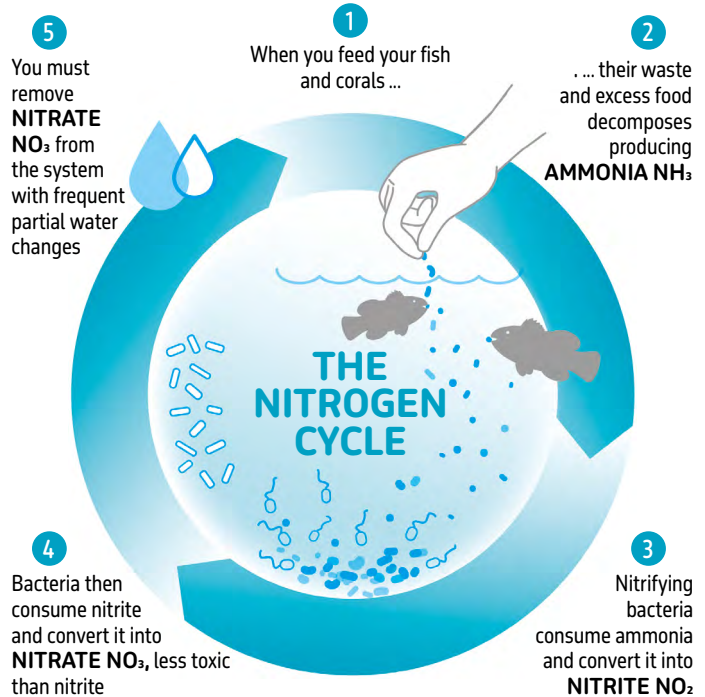 1
When you feed your fish
and corals ...
2
. ... their waste
and excess food
decomposes
producing
AMMONIA NH₃
3
Nitrifying
bacteria
consume ammonia
and convert it into
NITRITE NO₂
4
Bacteria then
consume nitrite
and convert it into
NITRATE NO₃, less toxic
than nitrite
5
You must
remove
NITRATE
NO₃ from
the system
with frequent
partial water
changes
THE
NITROGEN
CYCLE